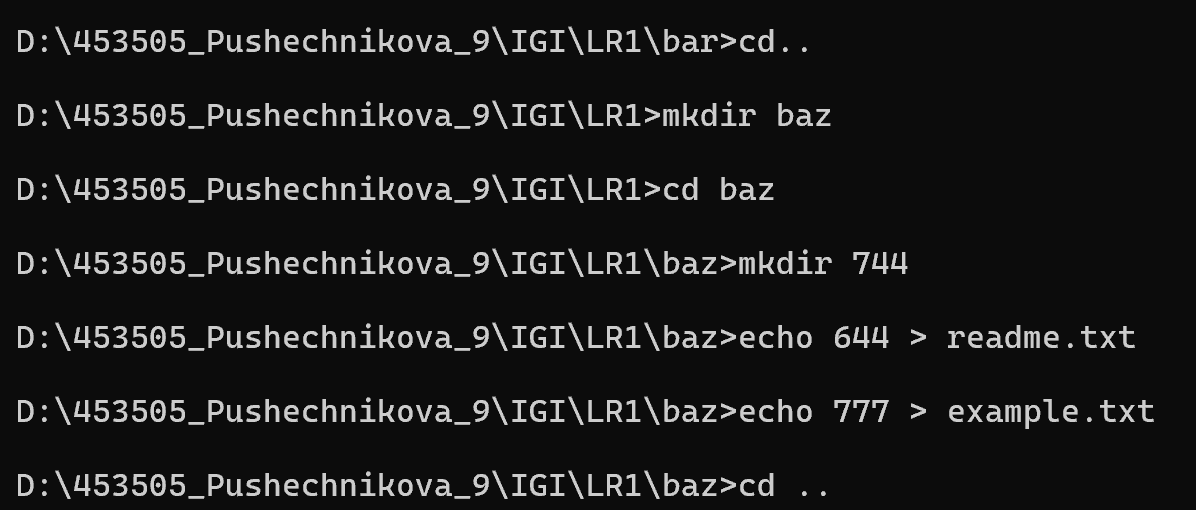 D:\453505_Pushechnikova_9\IGI\LR1\bar>cd..
D:\453505_Pushechnikova_9\IGI\LR1>mkdir baz
D:\453505_Pushechnikova_9\IGI\LR1>cd baz
D:\453505_Pushechnikova_9\IGI\LR1\baz>mkdir 744
D:\453505_Pushechnikova_9\IGI\LR1\baz>echo 644 > readme.txt
D:\453505_Pushechnikova_9\IGI\LR1\baz>echo 777 > example.txt
D:\453505_Pushechnikova_9\IGI\LR1\baz>cd ..